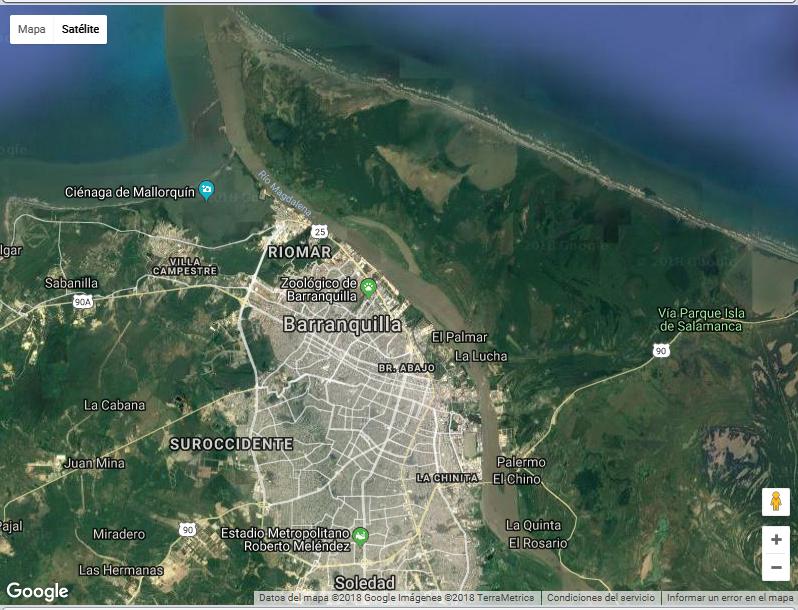 Mapa Satélite
Ciénaga de Mallorquín
Río Magdalena
25
RIOMAR
VILLA
CAMPESTRE
lgar
Sabanilla
90A
Zoológico de
Barranquilla
Barranquilla
Vía Parque Isla
de Salamanca
El Palmar
La Lucha
90
BR. ABAJO
La Cabana
SUROCCIDENTE
Juan Mina
Palermo
LA CHINITA
El Chino
Pajal
Miradero
90
Estadio Metropolitano
Roberto Meléndez
La Quinta
El Rosario
Las Hermanas
Soledad
Google
Datos del mapa ©2018 Google Imágenes ©2018 TerraMetrics
Condiciones del servicio
Informar un error en el mapa